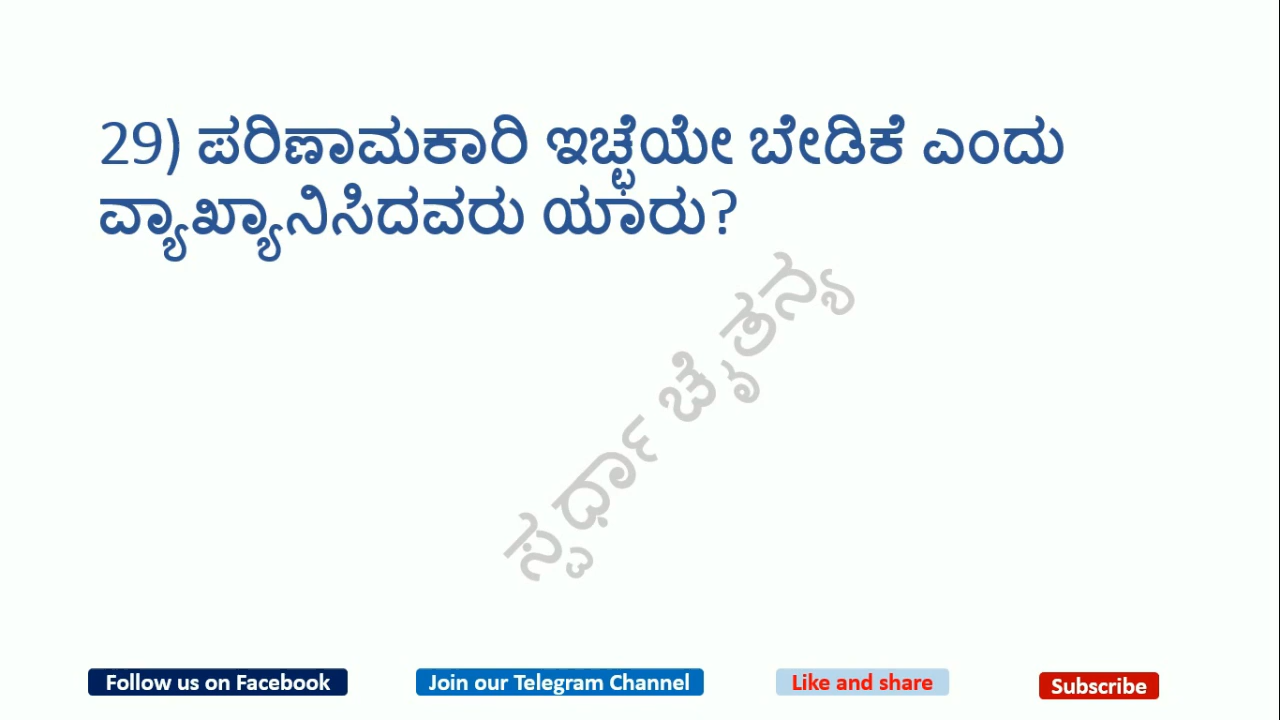 29) ಪರಿಣಾಮಕಾರಿ ಇಚ್ಛೆಯೇ ಬೇಡಿಕೆ ಎಂದು
ವ್ಯಾಖ್ಯಾನಿಸಿದವರು ಯಾರು?
ಸ್ಪರ್ಧಾ ಚೈತನ್ಯ
Follow us on Facebook
Join our Telegram Channel
Like and share
Subscribe